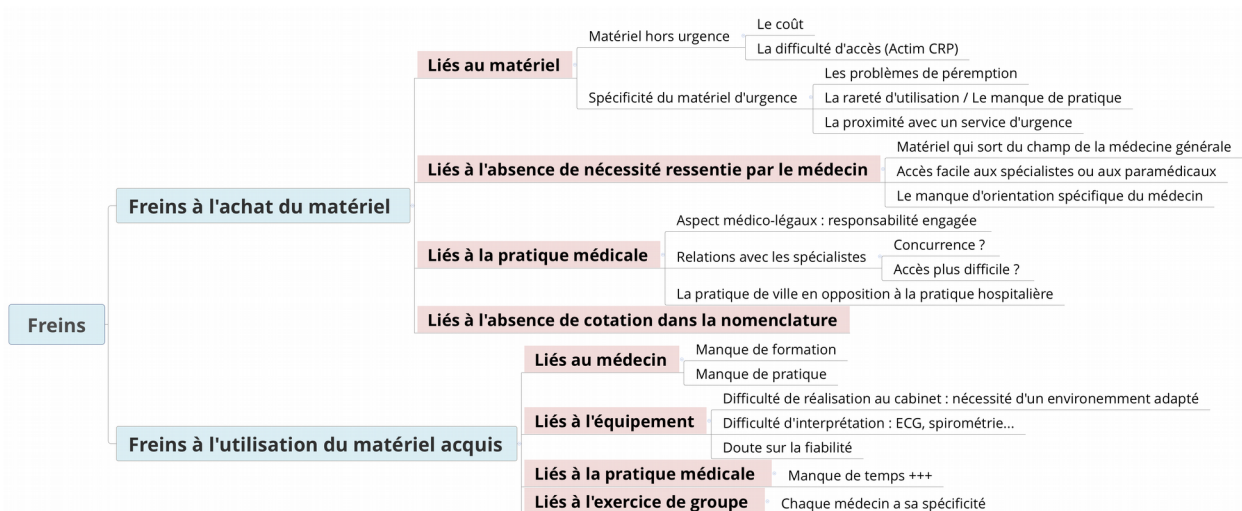 Freins
Freins à l'achat du matériel
Liés au matériel
Matériel hors urgence
Le coût
La difficulté d'accès (Actim CRP)
Spécificité du matériel d'urgence
Les problèmes de péremption
La rareté d'utilisation / Le manque de pratique
La proximité avec un service d'urgence
Liés à l'absence de nécessité ressentie par le médecin
Matériel qui sort du champ de la médecine générale
Accès facile aux spécialistes ou aux paramédicaux
Le manque d'orientation spécifique du médecin
Liés à la pratique médicale
Aspect médico-légaux : responsabilité engagée
Relations avec les spécialistes
Concurrence ?
Accès plus difficile ?
La pratique de ville en opposition à la pratique hospitalière
Liés à l'absence de cotation dans la nomenclature
Freins à l'utilisation du matériel acquis
Liés au médecin
Manque de formation
Manque de pratique
Liés à l'équipement
Difficulté de réalisation au cabinet : nécessité d'un environemment adapté
Difficulté d'interprétation : ECG, spirométrie...
Doute sur la fiabilité
Liés à la pratique médicale
Manque de temps +++
Liés à l'exercice de groupe
Chaque médecin a sa spécificité